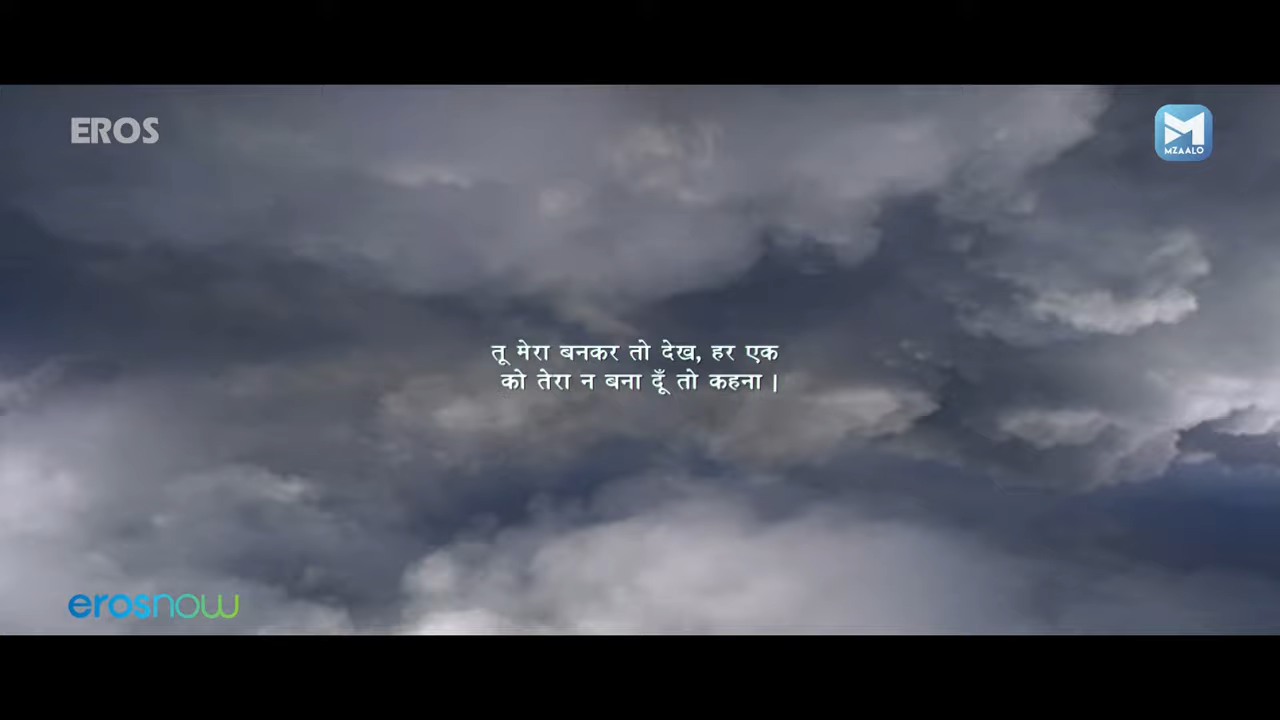 EROS
MZAALO
तू मेरा बनकर तो देख, हर एक
को तेरा न बना दूँ तो कहना |
erosnow